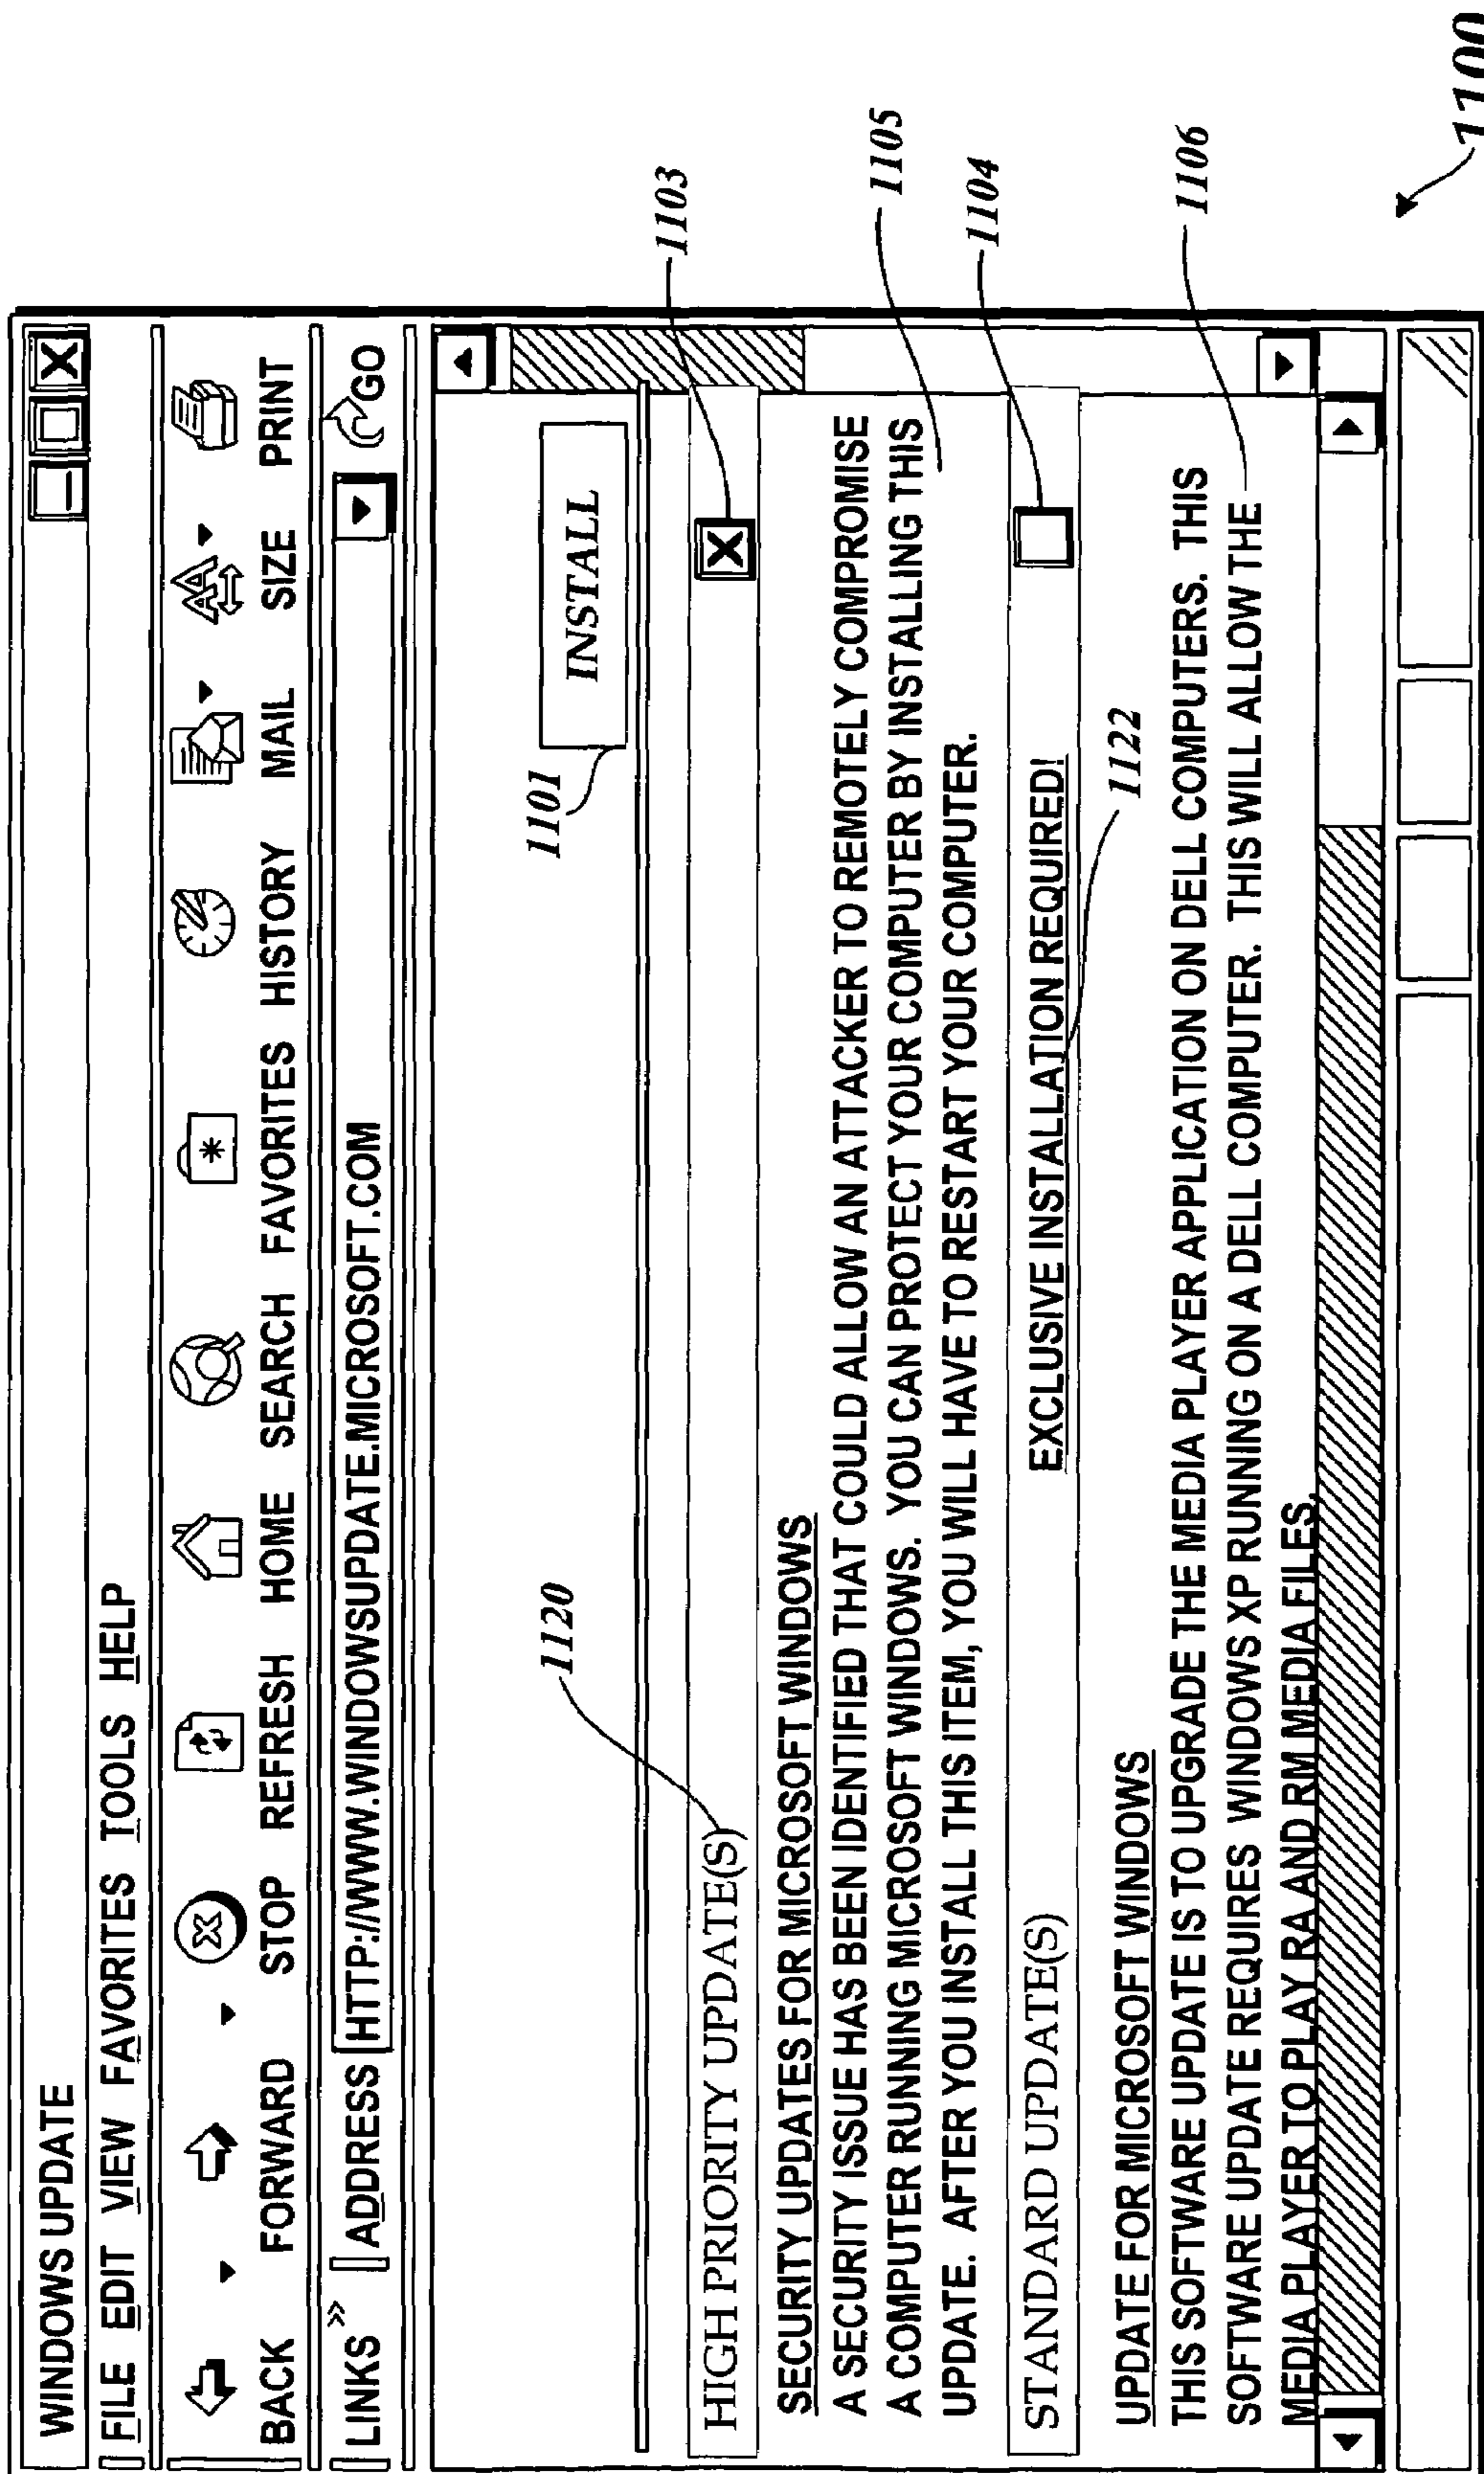 WINDOWS UPDATE
FILE EDIT VIEW FAVORITES TOOLS HELP
BACK FORWARD STOP REFRESH HOME SEARCH FAVORITES HISTORY MAIL SIZE PRINT
LINKS » ADDRESS HTTP://WWW.WINDOWSUPDATE.MICROSOFT.COM GO
1101
INSTALL
1120
HIGH PRIORITY UPDATE(S) X 1103
SECURITY UPDATES FOR MICROSOFT WINDOWS
A SECURITY ISSUE HAS BEEN IDENTIFIED THAT COULD ALLOW AN ATTACKER TO REMOTELY COMPROMISE
A COMPUTER RUNNING MICROSOFT WINDOWS. YOU CAN PROTECT YOUR COMPUTER BY INSTALLING THIS
UPDATE. AFTER YOU INSTALL THIS ITEM, YOU WILL HAVE TO RESTART YOUR COMPUTER.
1105
STANDARD UPDATE(S) EXCLUSIVE INSTALLATION REQUIRED! 1104
1122
UPDATE FOR MICROSOFT WINDOWS
THIS SOFTWARE UPDATE IS TO UPGRADE THE MEDIA PLAYER APPLICATION ON DELL COMPUTERS. THIS
SOFTWARE UPDATE REQUIRES WINDOWS XP RUNNING ON A DELL COMPUTER. THIS WILL ALLOW THE
MEDIA PLAYER TO PLAY RA AND RM MEDIA FILES.
1106
1100